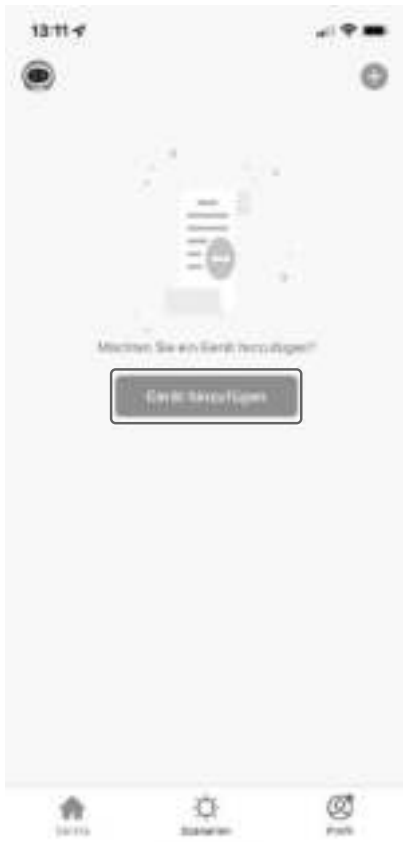 13:11
Möchten Sie ein Gerät hinzufügen?
Gerät hinzufügen
Szenarien
Profil